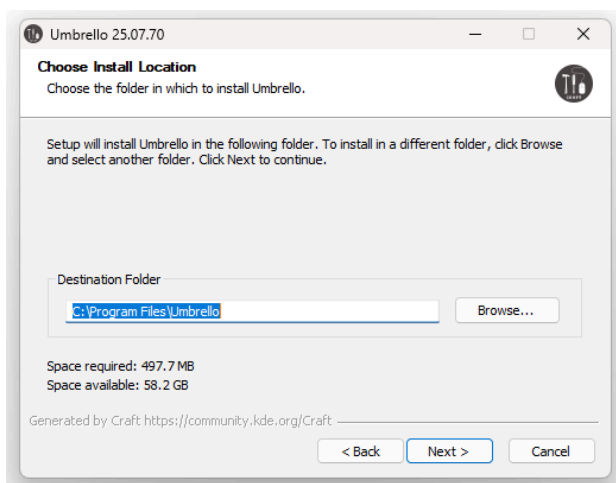 Umbrello 25.07.70
Choose Install Location
Choose the folder in which to install Umbrello.
Setup will install Umbrello in the following folder. To install in a different folder, click Browse
and select another folder. Click Next to continue.
Destination Folder
C:\Program Files\Umbrello
Browse...
Space required: 497.7 MB
Space available: 58.2 GB
Generated by Craft https://community.kde.org/Craft
< Back
Next >
Cancel